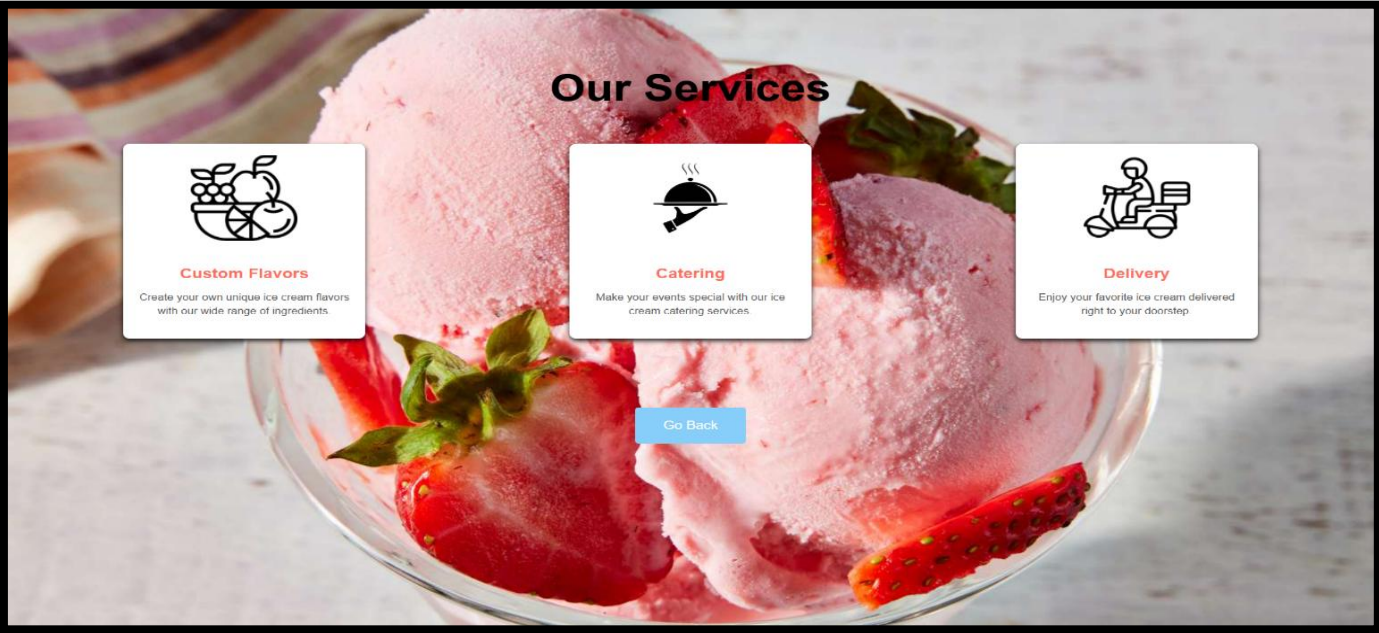 Our Services
Custom Flavors
Create your own unique ice cream flavors
with our wide range of ingredients.
Catering
Make your events special with our ice
cream catering services.
Delivery
Enjoy your favorite ice cream delivered
right to your doorstep.
Go Back